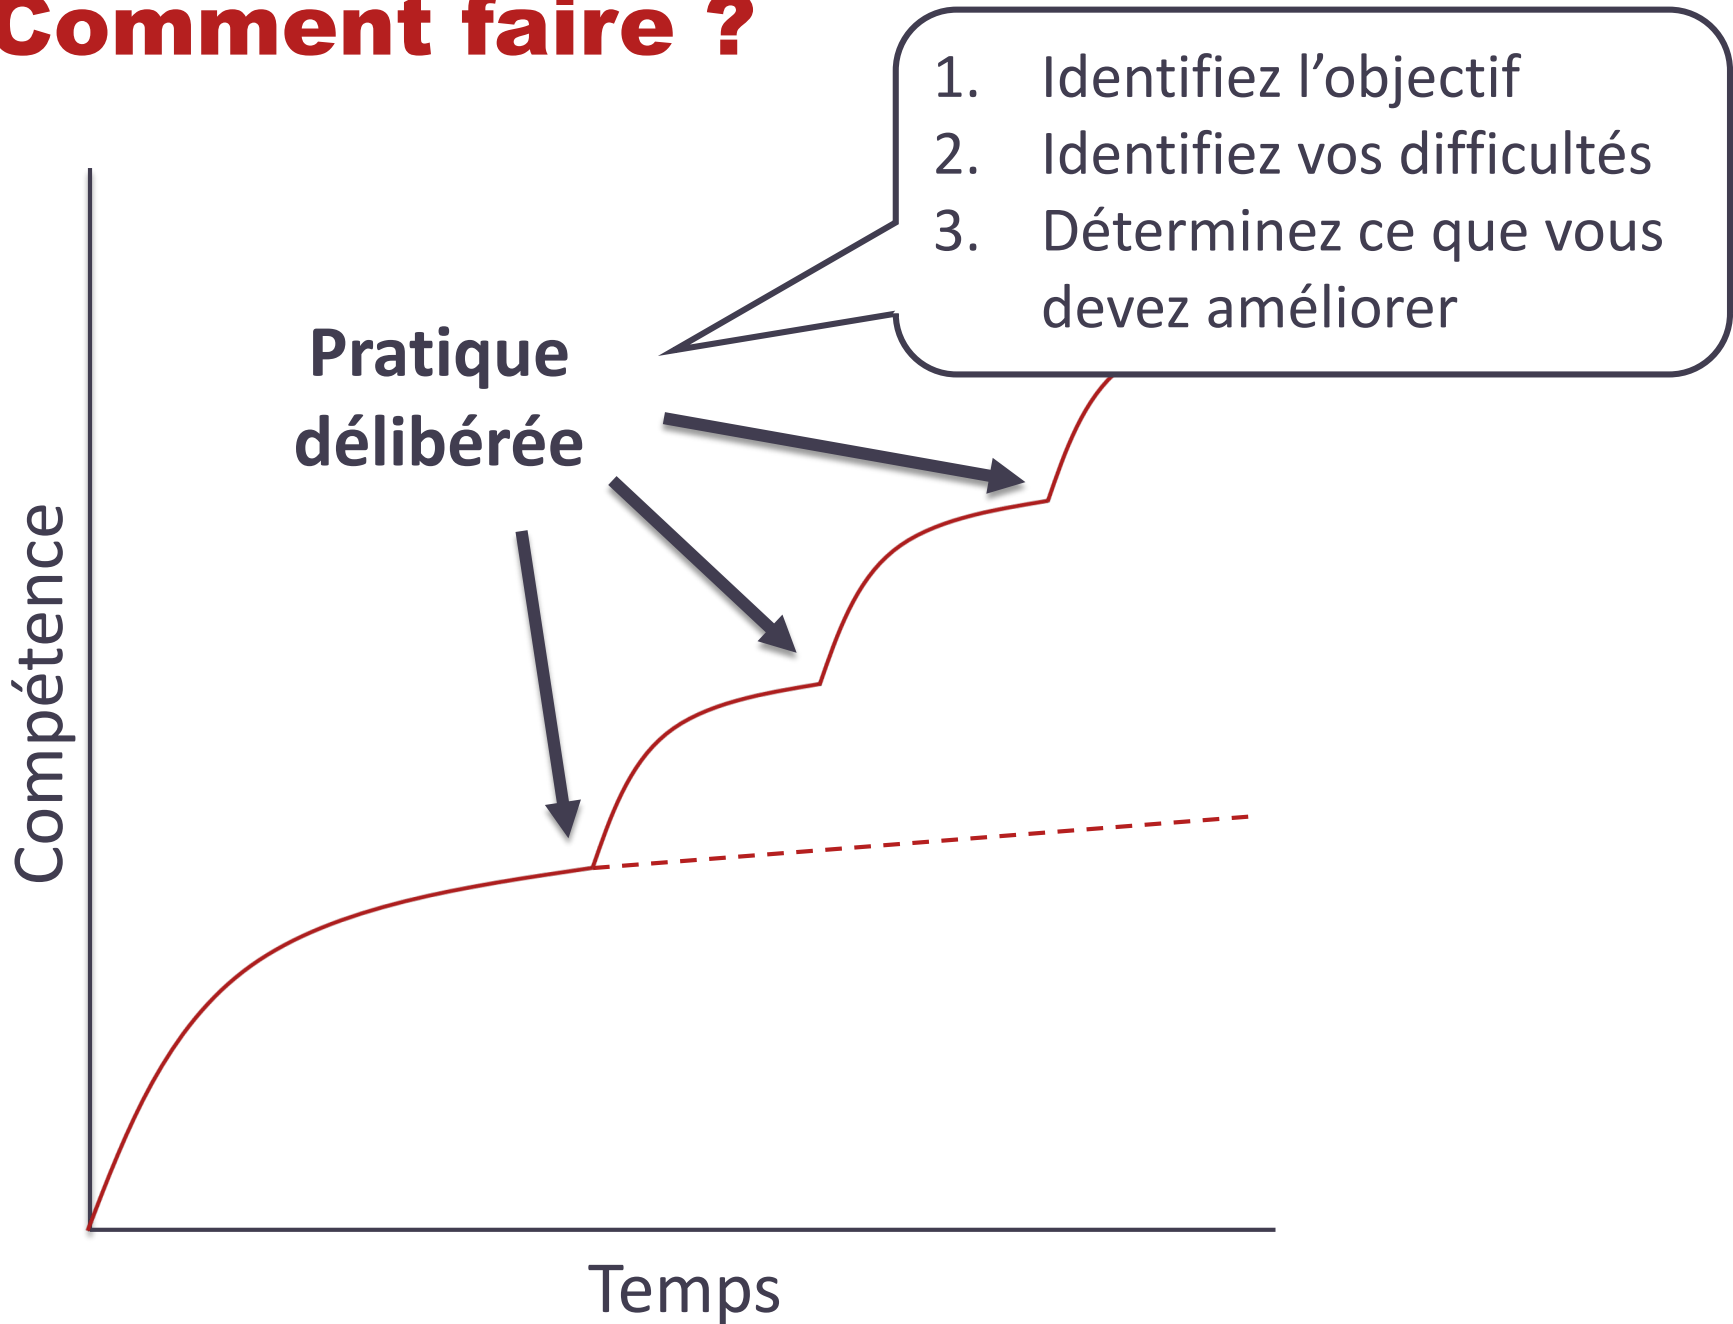 Comment faire ?
1. Identifiez l’objectif
2. Identifiez vos difficultés
3. Déterminez ce que vous
devez améliorer
Pratique
délibérée
Compétence
Temps